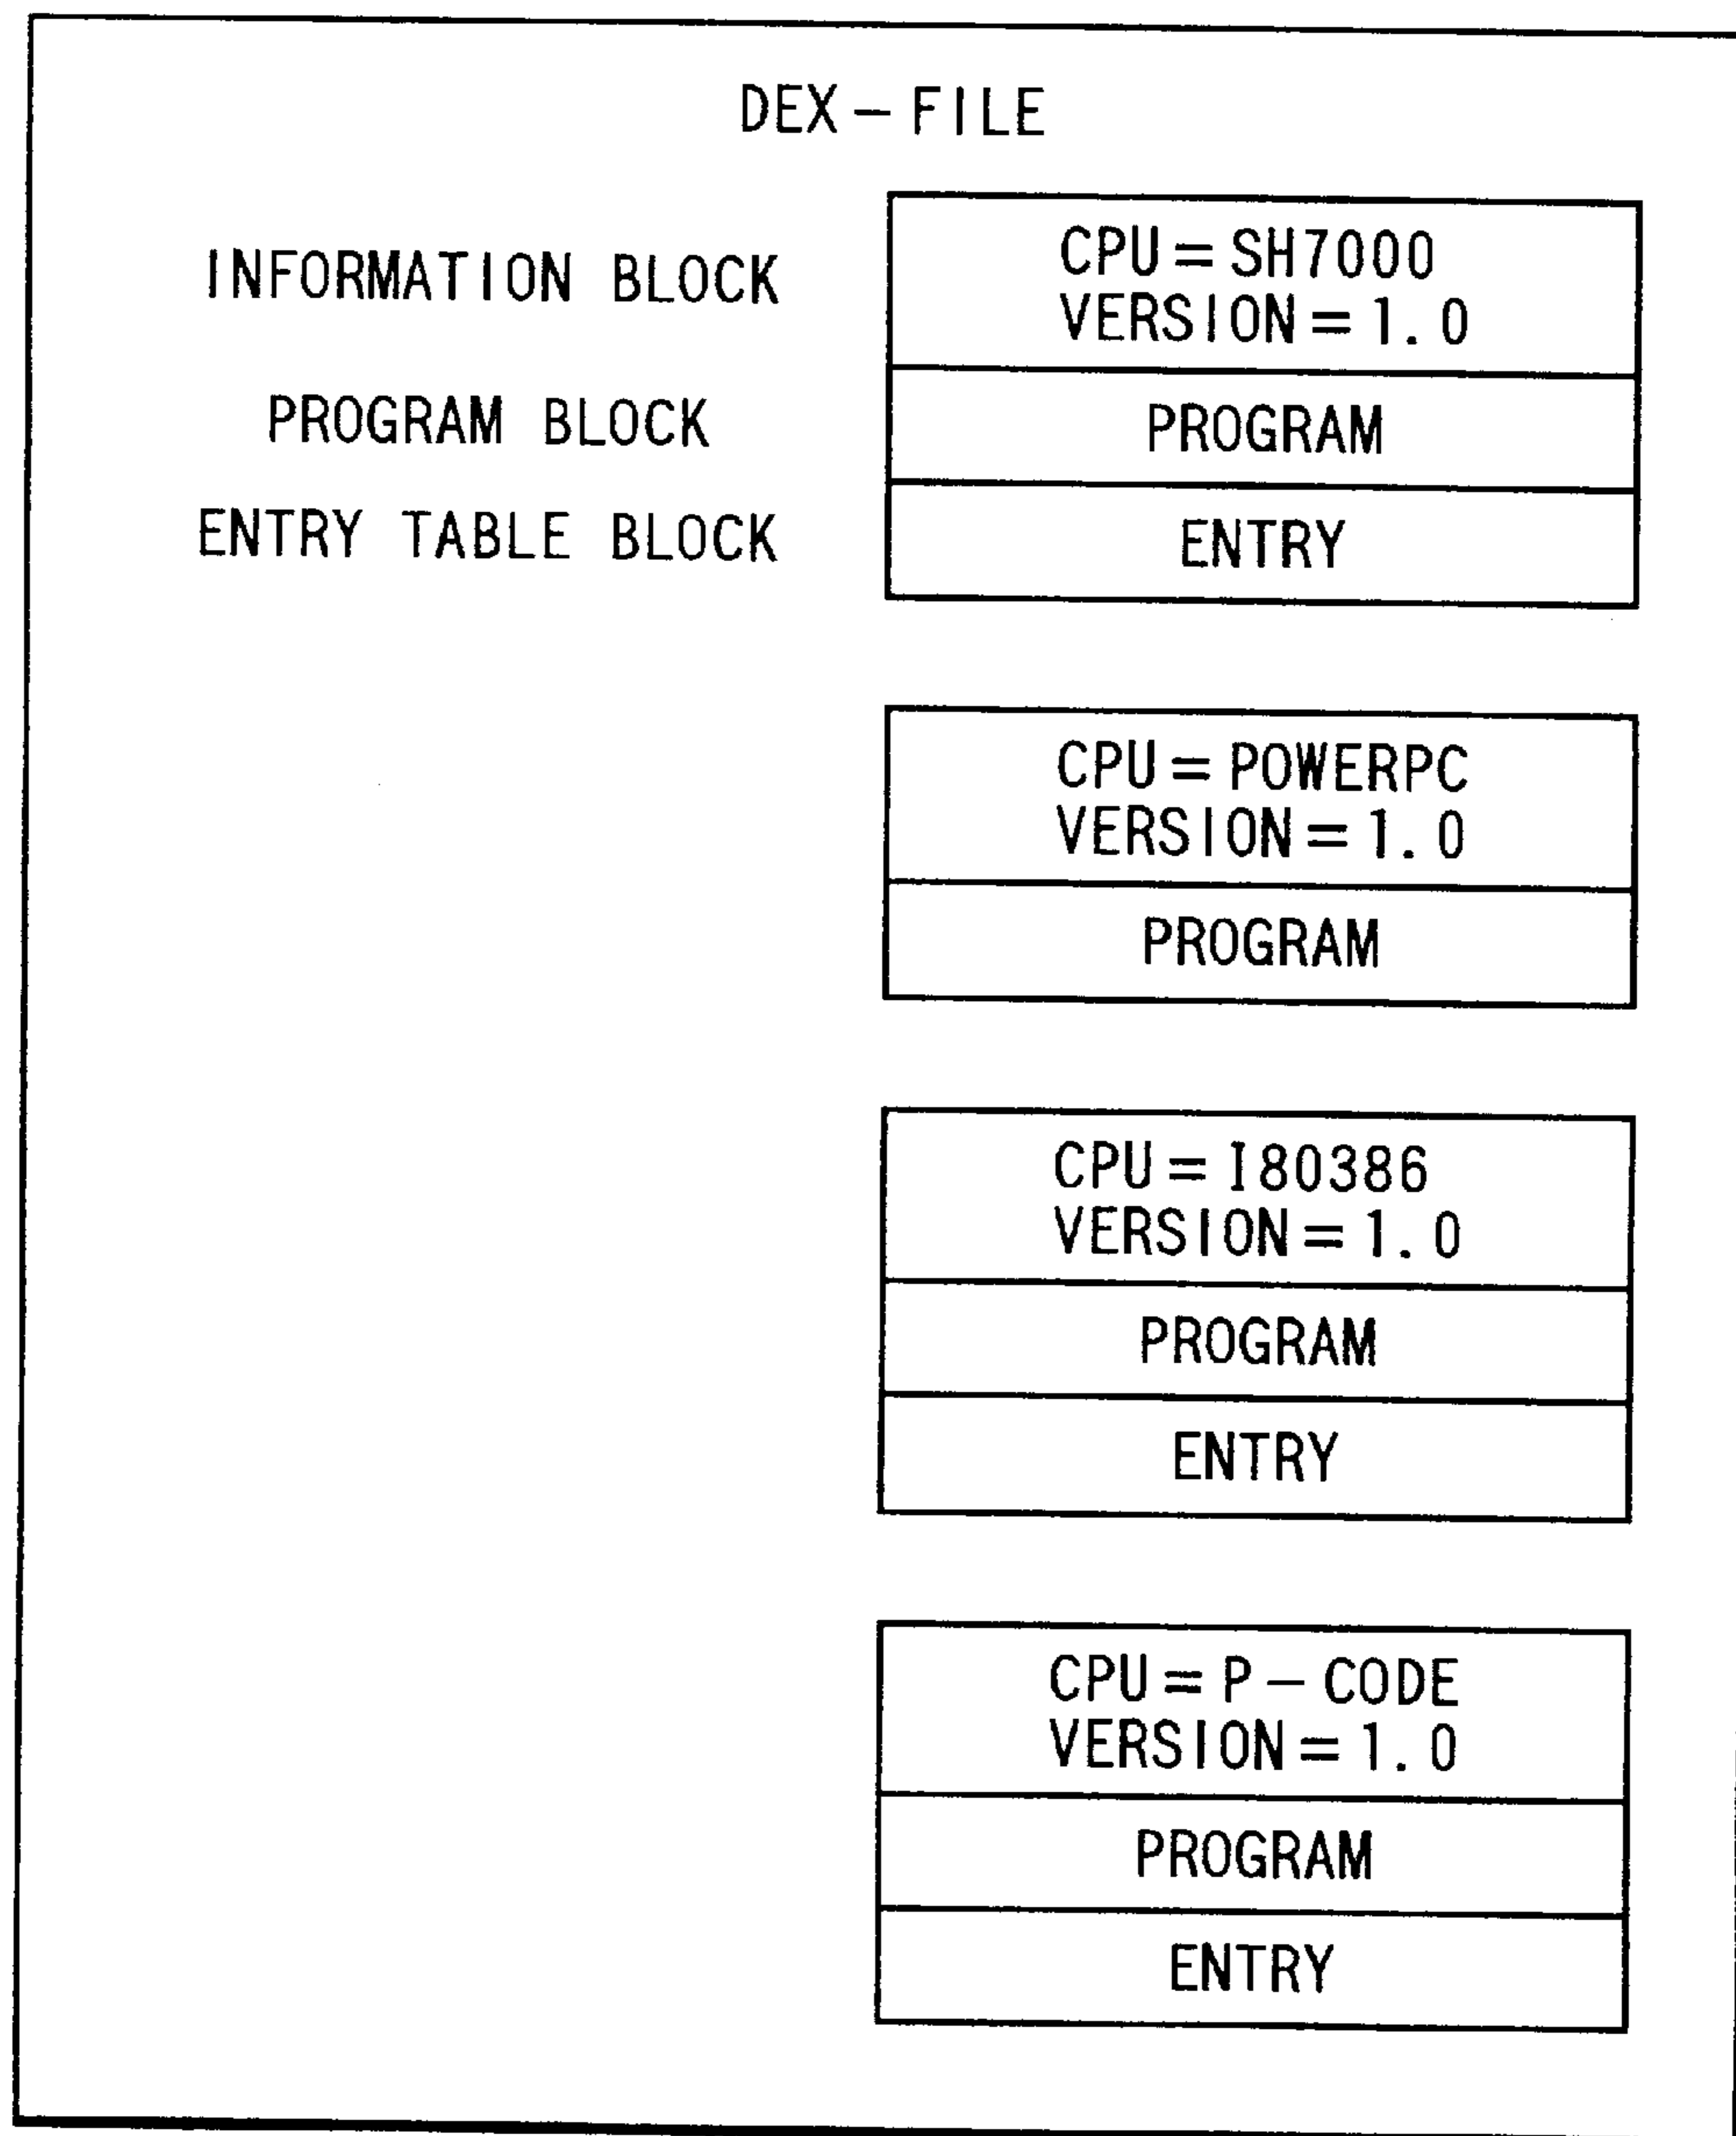 DEX-FILE
INFORMATION BLOCK
CPU=SH7000
VERSION=1.0
PROGRAM BLOCK
PROGRAM
ENTRY TABLE BLOCK
ENTRY
CPU=POWERPC
VERSION=1.0
PROGRAM
CPU=I80386
VERSION=1.0
PROGRAM
ENTRY
CPU=P-CODE
VERSION=1.0
PROGRAM
ENTRY